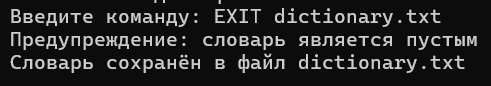 Введите команду: EXIT dictionary.txt
Предупреждение: словарь является пустым
Словарь сохранён в файл dictionary.txt